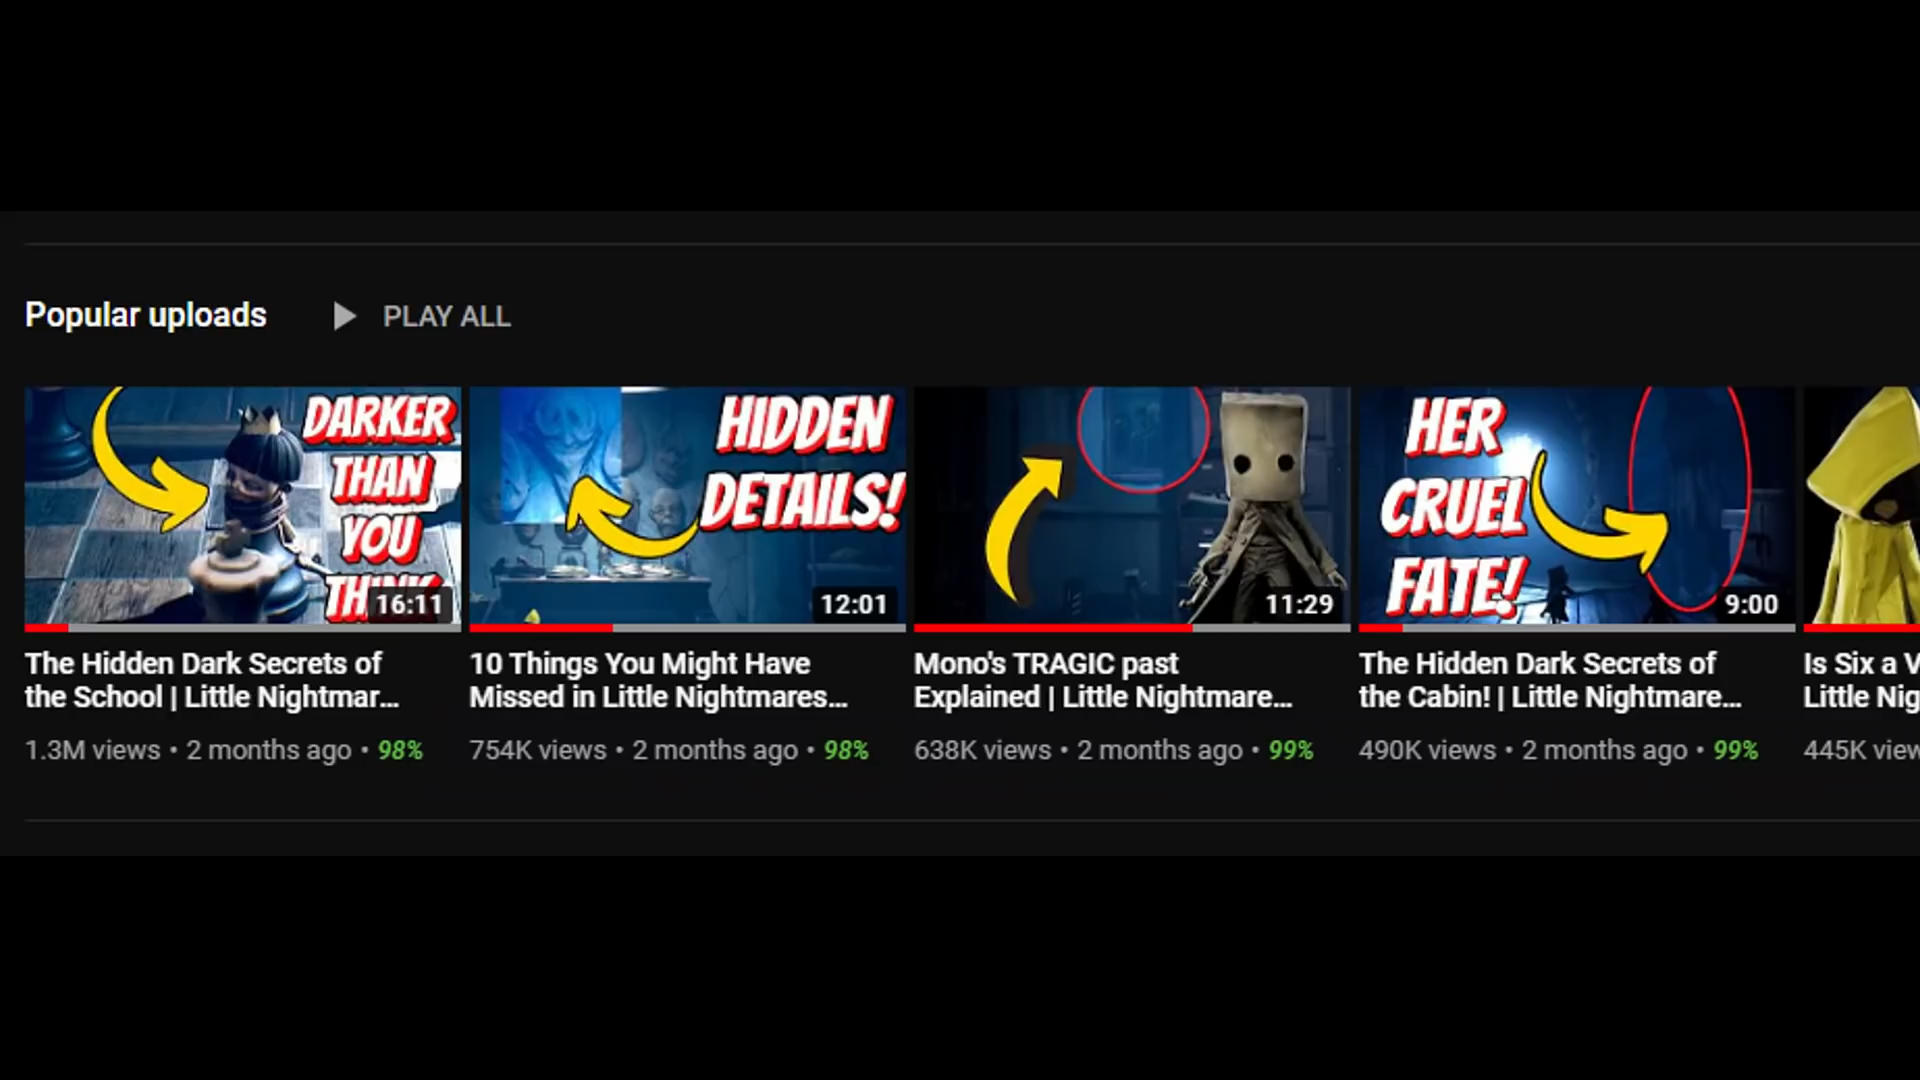 Popular uploads
PLAY ALL
DARKER
THAN
YOU
THINK
16:11
The Hidden Dark Secrets of
the School | Little Nightmar...
1.3M views • 2 months ago • 98%
HIDDEN
DETAILS!
12:01
10 Things You Might Have
Missed in Little Nightmares...
754K views • 2 months ago • 98%
11:29
Mono's TRAGIC past
Explained | Little Nightmare...
638K views • 2 months ago • 99%
HER
CRUEL
FATE!
9:00
The Hidden Dark Secrets of
the Cabin! | Little Nightmare...
490K views • 2 months ago • 99%
Is Six a V
Little Nig
445K view